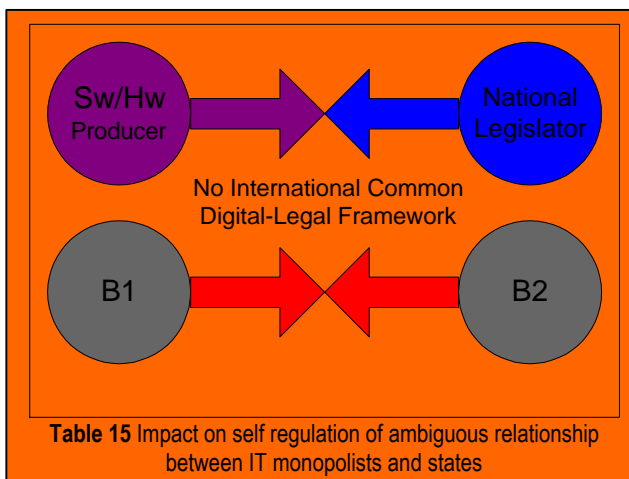 Sw/Hw
Producer
National
Legislator
No International Common
Digital-Legal Framework
B1
B2
Table 15 Impact on self regulation of ambiguous relationship
between IT monopolists and states